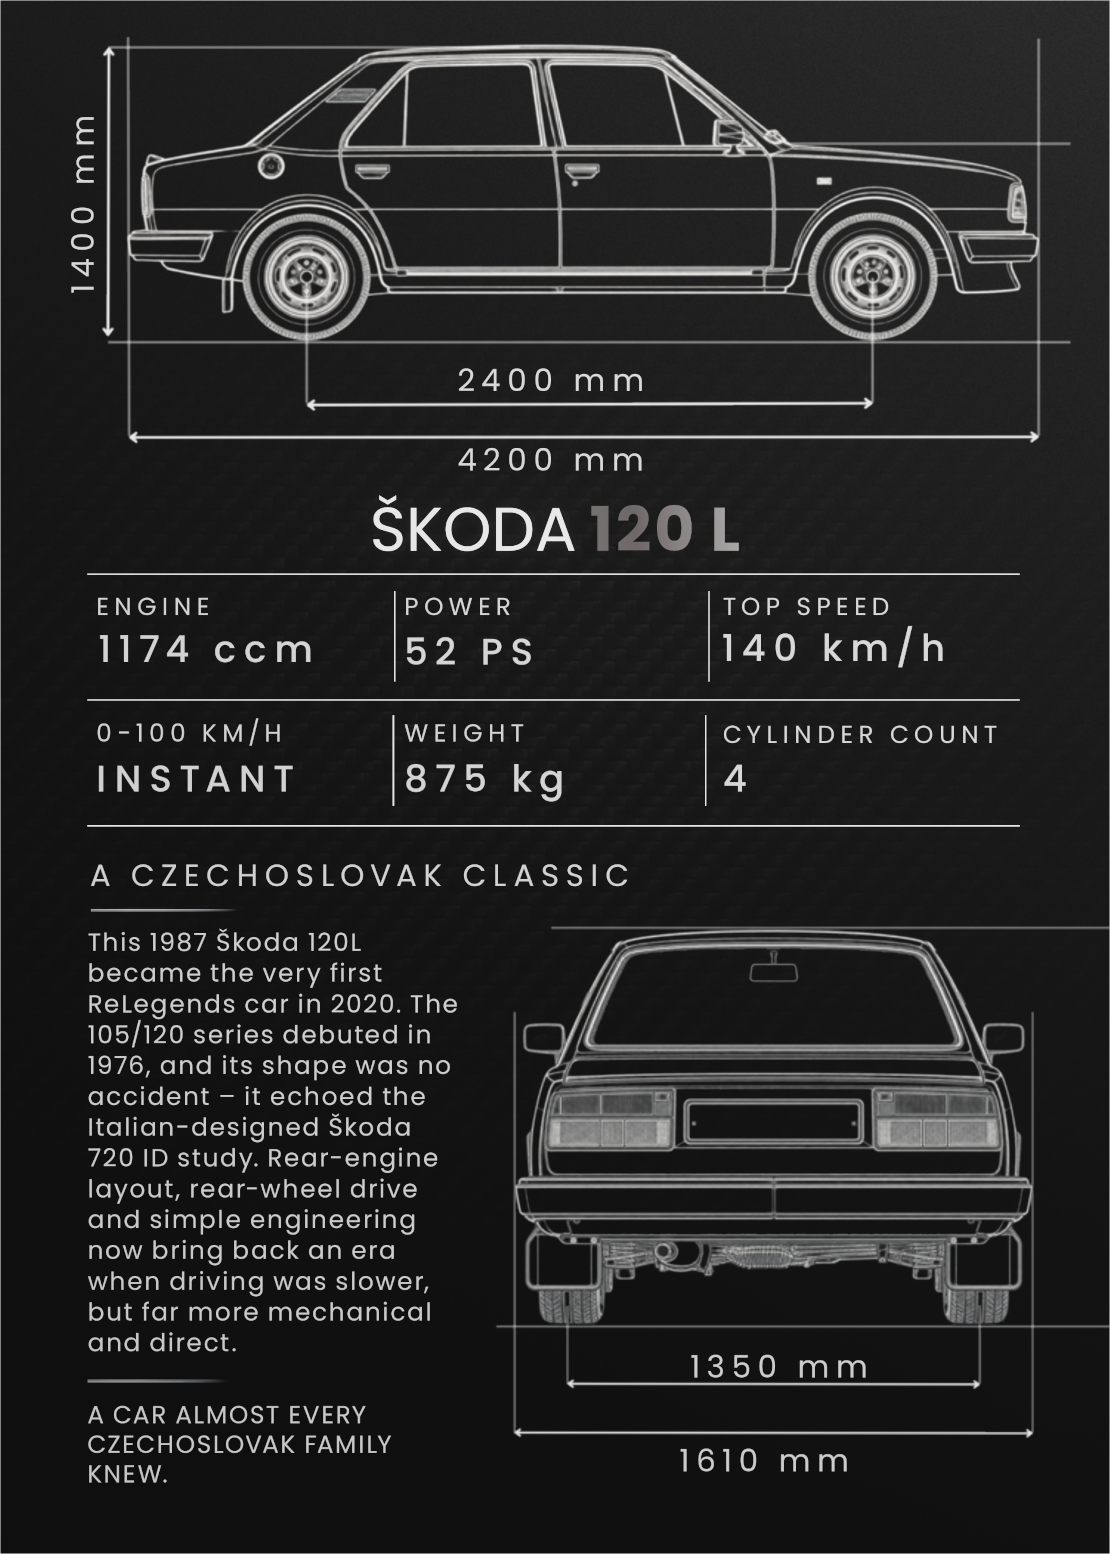 1400 mm
2400 mm
4200 mm
ŠKODA 120 L
ENGINE
1174 ccm
POWER
52 PS
TOP SPEED
140 km/h
0-100 KM/H
INSTANT
WEIGHT
875 kg
CYLINDER COUNT
4
A CZECHOSLOVAK CLASSIC
This 1987 Škoda 120L
became the very first
ReLegends car in 2020. The
105/120 series debuted in
1976, and its shape was no
accident – it echoed the
Italian-designed Škoda
720 ID study. Rear-engine
layout, rear-wheel drive
and simple engineering
now bring back an era
when driving was slower,
but far more mechanical
and direct.
A CAR ALMOST EVERY
CZECHOSLOVAK FAMILY
KNEW.
1350 mm
1610 mm